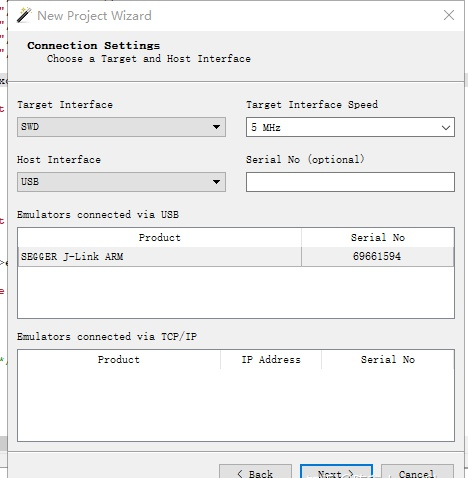 New Project Wizard
Connection Settings
Choose a Target and Host Interface
Target Interface
Target Interface Speed
SWD
5 MHz
Host Interface
Serial No (optional)
USB
Emulators connected via USB
Product
Serial No
SEGGER J-Link ARM
69661594
Emulators connected via TCP/IP
Product
IP Address
Serial No
< Back
Next >
Cancel